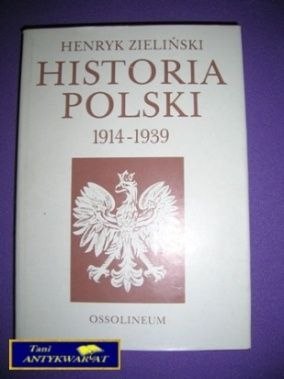 HENRYK ZIELIŃSKI
HISTORIA
POLSKI
1914-1939
OSSOLINEUM
Tani
ANTYKWARIAT